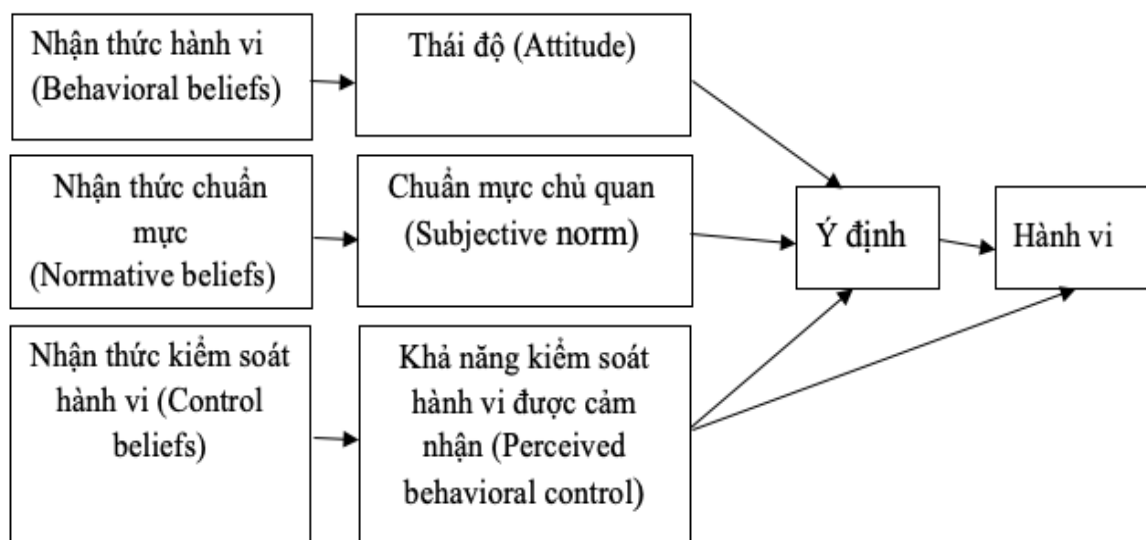 Nhận thức hành vi
(Behavioral beliefs)
Thái độ (Attitude)
Nhận thức chuẩn
mực
(Normative beliefs)
Chuẩn mực chủ quan
(Subjective norm)
Ý định
Hành vi
Nhận thức kiểm soát
hành vi (Control
beliefs)
Khả năng kiểm soát
hành vi được cảm
nhận (Perceived
behavioral control)